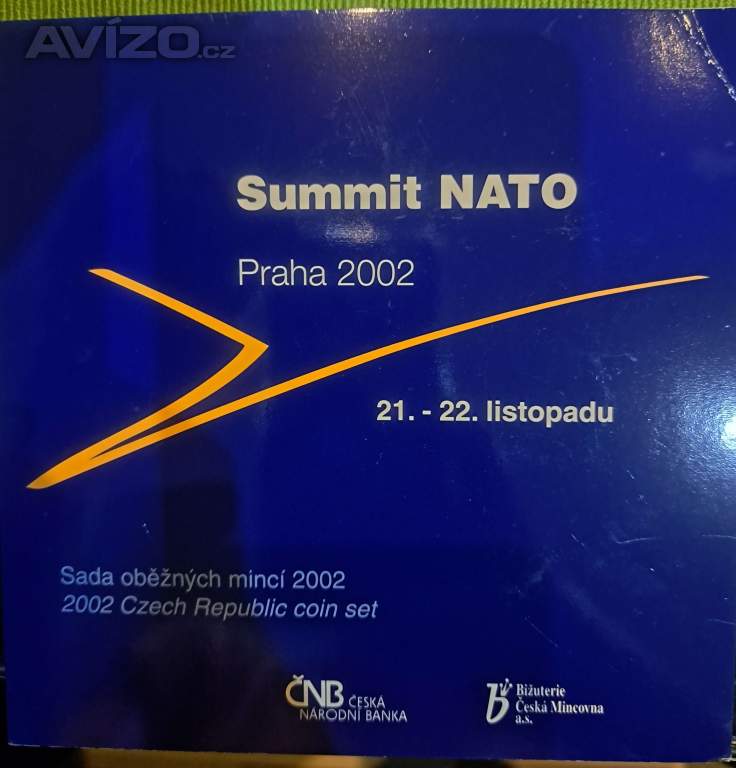 AVÍZO.cz
Summit NATO
Praha 2002
21. - 22. listopadu
Sada oběžných mincí 2002
2002 Czech Republic coin set
ČNB ČESKÁ
NÁRODNÍ BANKA
Bižuterie
Česká Mincovna
a.s.